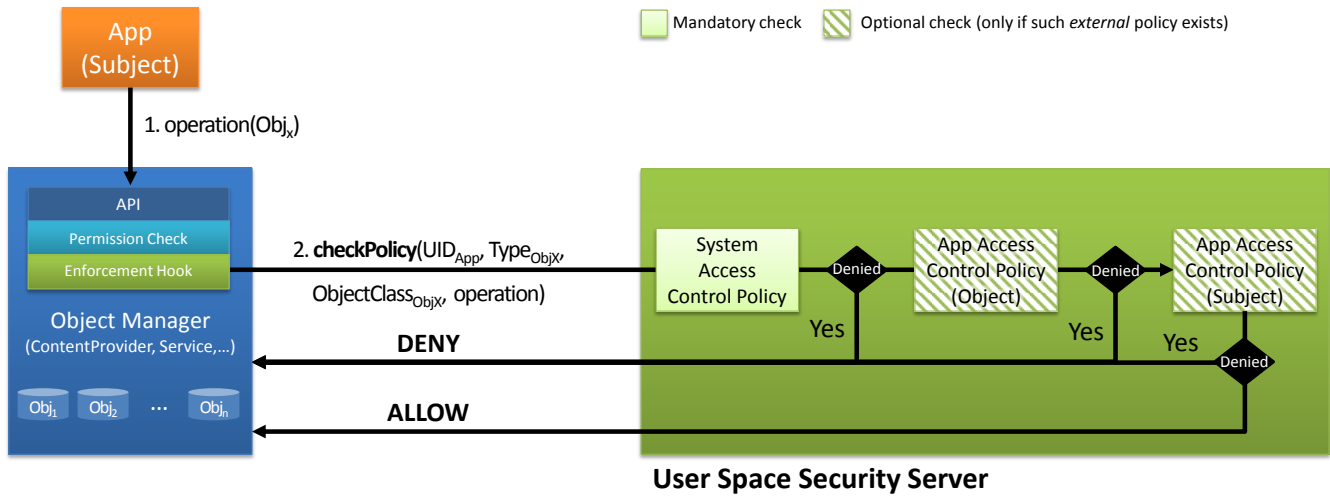 App
(Subject)
Mandatory check
Optional check (only if such external policy exists)
1. operation(Objx)
API
Permission Check
Enforcement Hook
Object Manager
(ContentProvider, Service,...)
Obj1
Obj2
...
Objn
2. checkPolicy(UIDApp, TypeObjX,
ObjectClassObjX, operation)
DENY
ALLOW
System
Access
Control Policy
Denied
Yes
App Access
Control Policy
(Object)
Denied
Yes
App Access
Control Policy
(Subject)
Yes
Denied
User Space Security Server